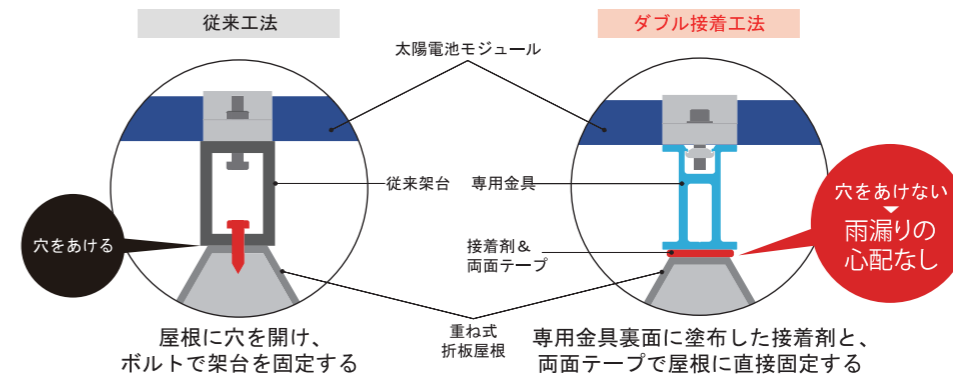 従来工法
ダブル接着工法
太陽電池モジュール
従来架台
専用金具
穴をあける
穴をあけない
雨漏りの
心配なし
接着剤&
両面テープ
重ね式
折板屋根
屋根に穴を開け、
ボルトで架台を固定する
専用金具裏面に塗布した接着剤と、
両面テープで屋根に直接固定する